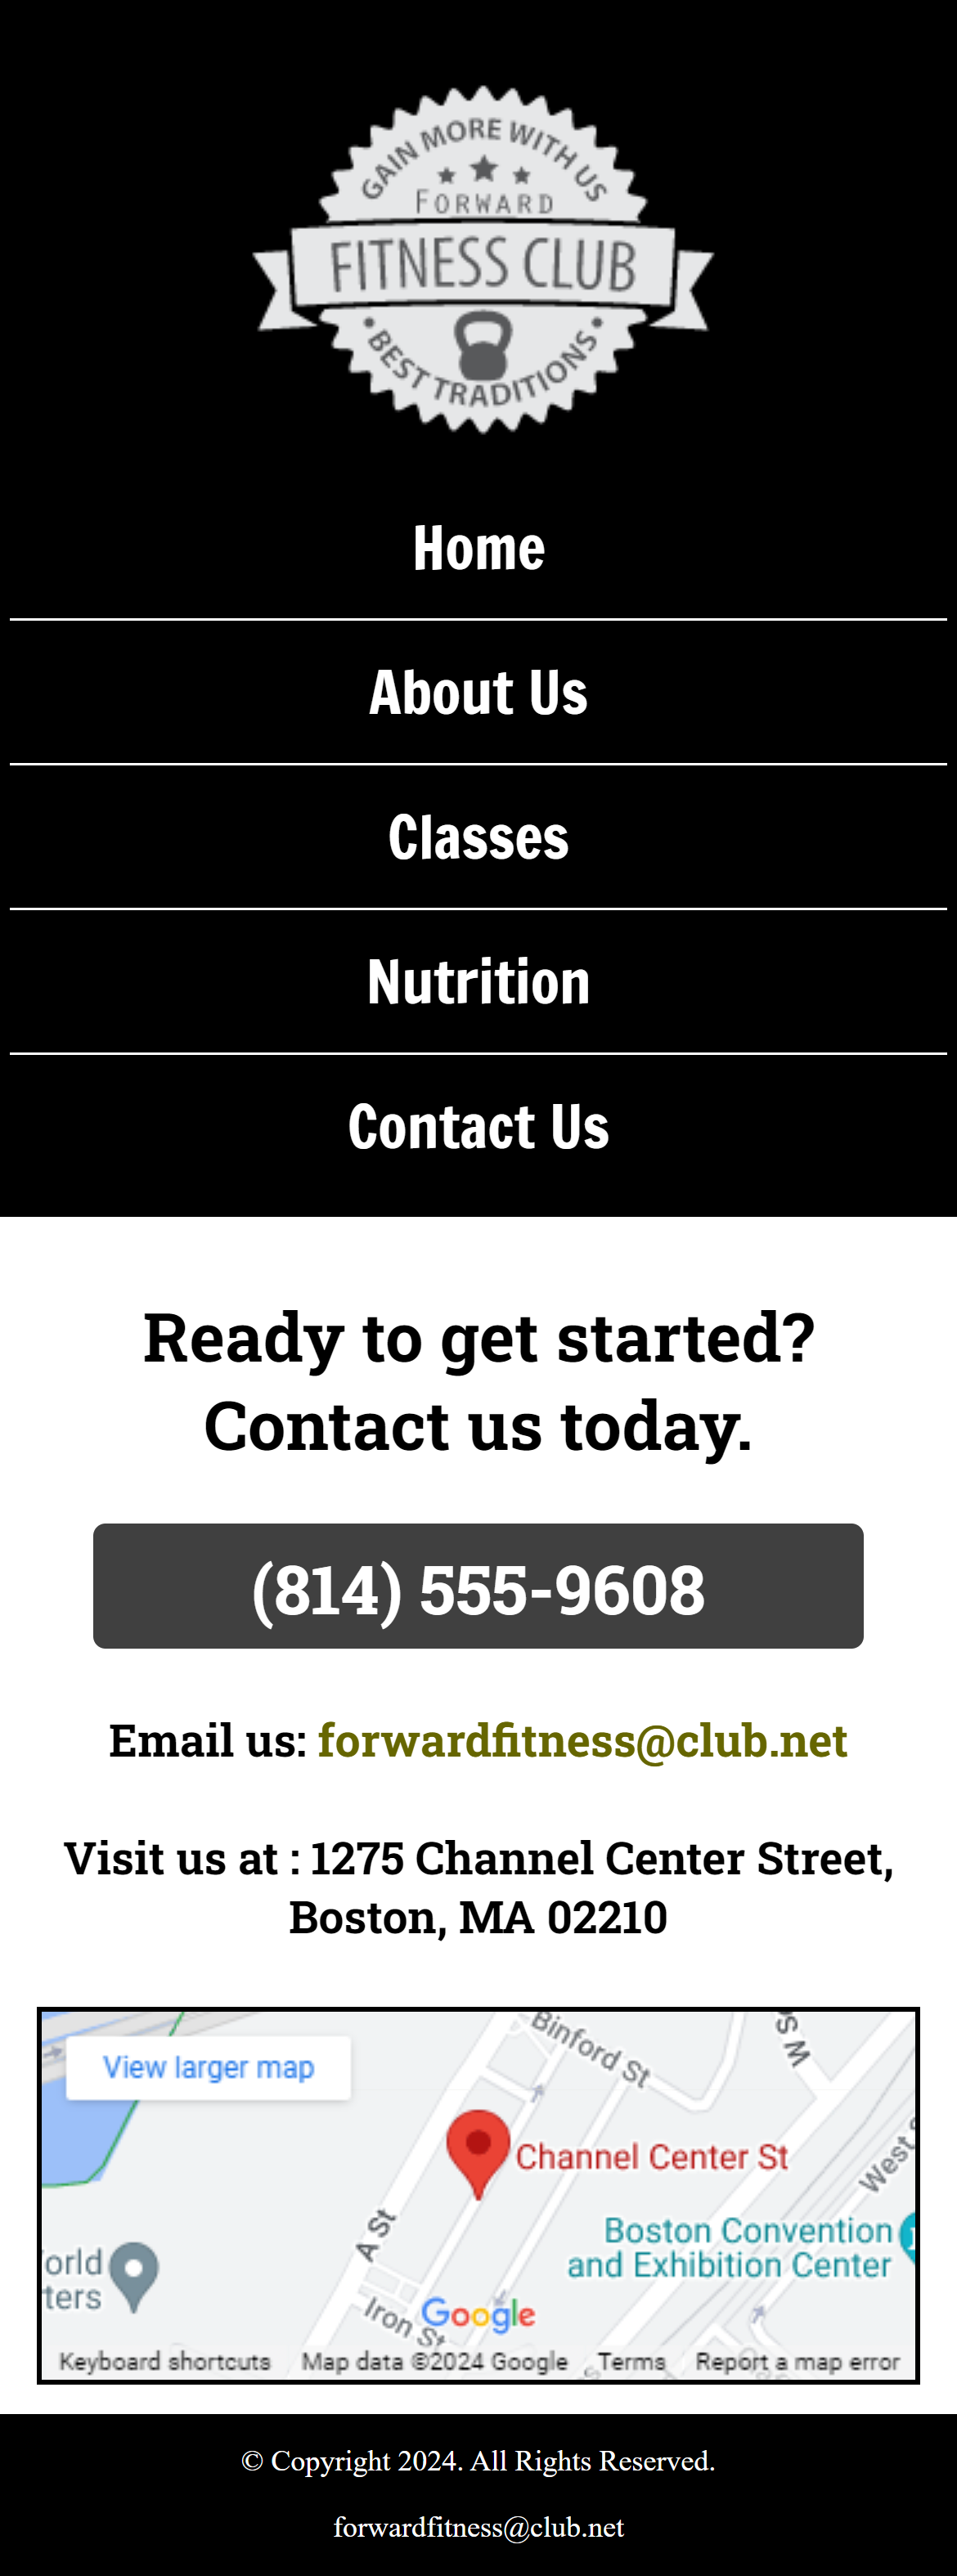 GAIN MORE WITH US
FORWARD
FITNESS CLUB
BEST TRADITIONS
Home
About Us
Classes
Nutrition
Contact Us
Ready to get started?
Contact us today.
(814) 555-9608
Email us: forwardfitness@club.net
Visit us at : 1275 Channel Center Street,
Boston, MA 02210
Binford St
W S
View larger map
Channel Center St
West
A St
Boston Convention
and Exhibition Center
orld
ters
Iron St
Google
Keyboard shortcuts Map data ©2024 Google Terms Report a map error
© Copyright 2024. All Rights Reserved.
forwardfitness@club.net